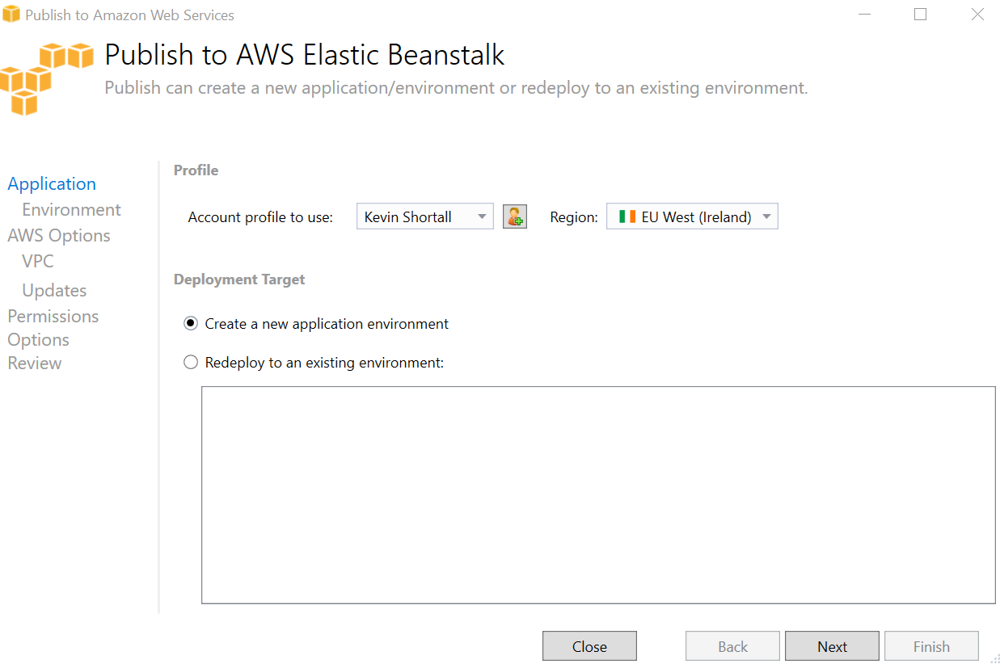 Publish to Amazon Web Services
Publish to AWS Elastic Beanstalk
Publish can create a new application/environment or redeploy to an existing environment.
Application
Environment
AWS Options
VPC
Updates
Permissions
Options
Review
Profile
Account profile to use: Kevin Shortall Region: EU West (Ireland)
Deployment Target
Create a new application environment
Redeploy to an existing environment:
Close Back Next Finish